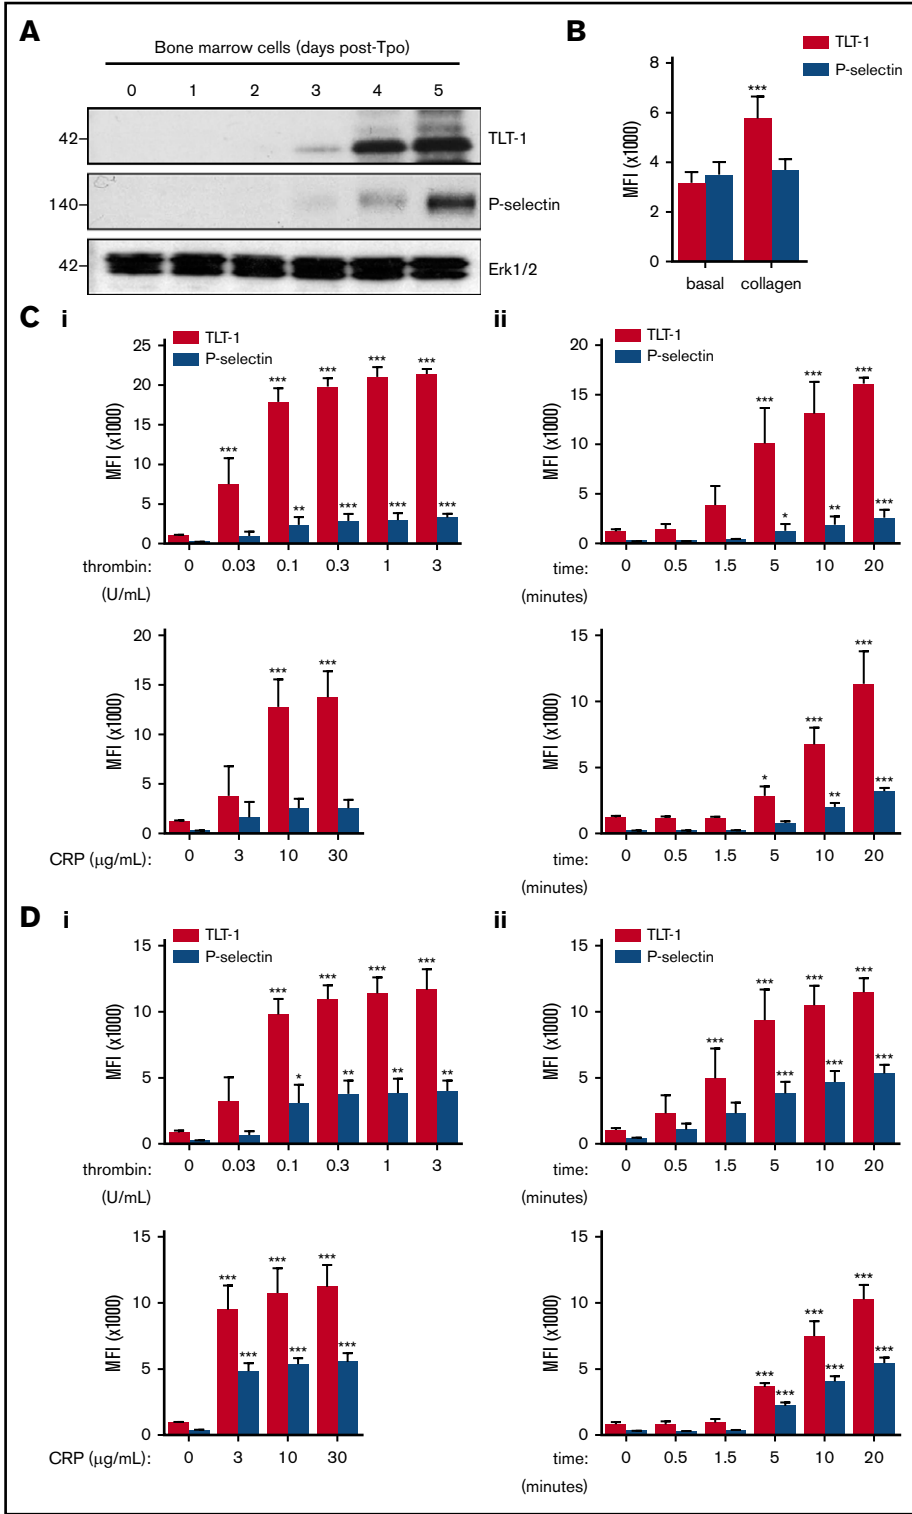 A
Bone marrow cells (days post-Tpo)
0 1 2 3 4 5
42
TLT-1
140
P-selectin
42
Erk1/2
B
TLT-1
P-selectin
MFI (x1000)
8
6
4
2
0
***
basal collagen
C i
TLT-1
P-selectin
MFI (x1000)
25
20
15
10
5
0
*** *** *** *** ***
** *** *** ***
thrombin: 0 0.03 0.1 0.3 1 3
(U/mL)
ii
TLT-1
P-selectin
MFI (x1000)
20
15
10
5
0
*** *** ***
* ** ***
time: 0 0.5 1.5 5 10 20
(minutes)
MFI (x1000)
20
15
10
5
0
*** ***
CRP (μg/mL): 0 3 10 30
MFI (x1000)
15
10
5
0
* *** ***
** ***
time: 0 0.5 1.5 5 10 20
(minutes)
D i
TLT-1
P-selectin
MFI (x1000)
15
10
5
0
*** *** *** ***
* ** ** **
thrombin: 0 0.03 0.1 0.3 1 3
(U/mL)
ii
TLT-1
P-selectin
MFI (x1000)
15
10
5
0
*** *** *** ***
*** *** ***
time: 0 0.5 1.5 5 10 20
(minutes)
MFI (x1000)
15
10
5
0
*** *** ***
*** *** ***
CRP (μg/mL): 0 3 10 30
MFI (x1000)
15
10
5
0
*** *** ***
*** *** ***
time: 0 0.5 1.5 5 10 20
(minutes)